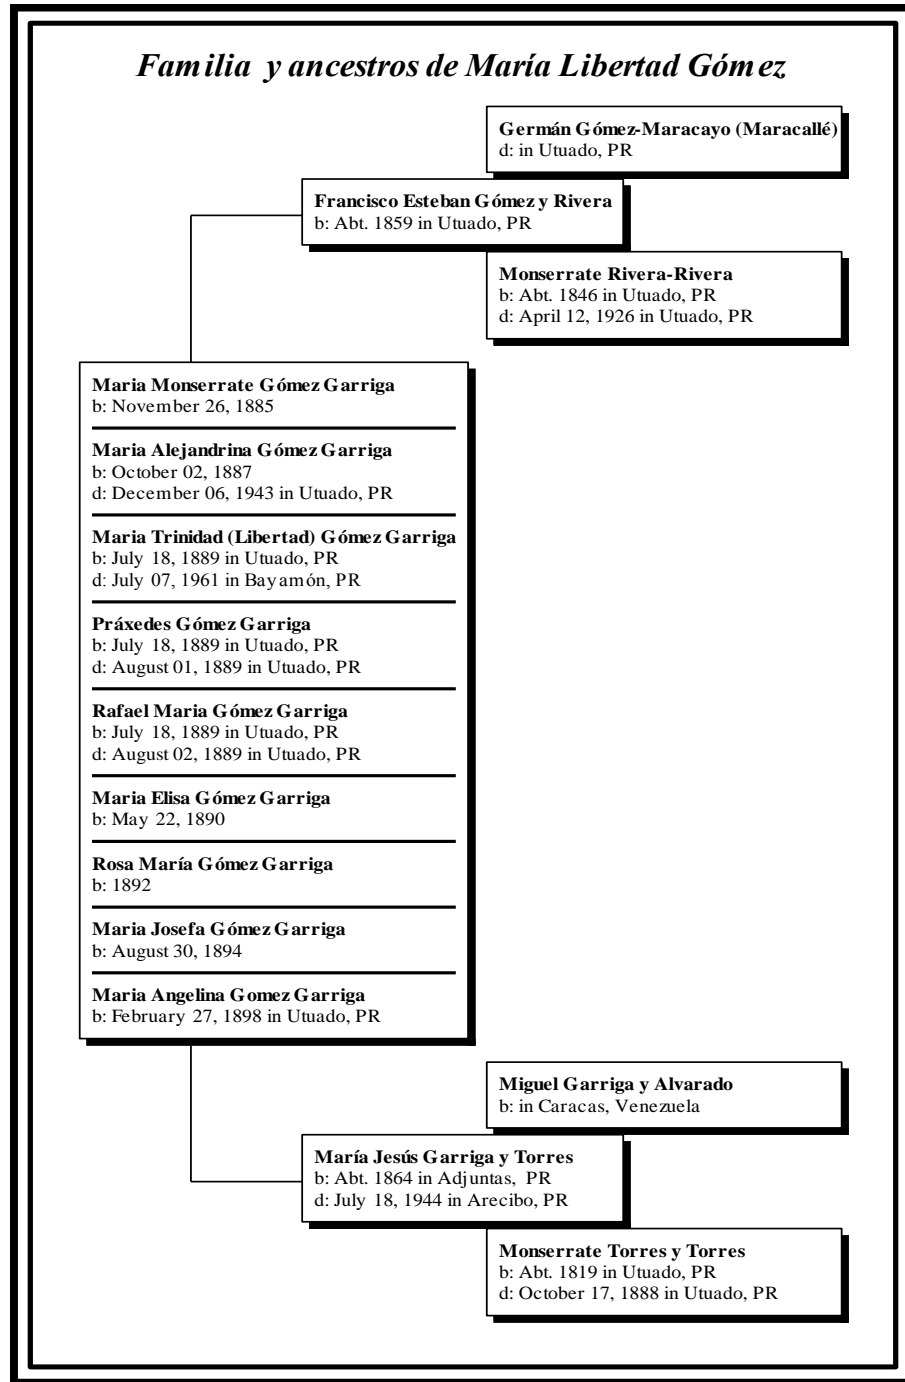 Familia y ancestros de María Libertad Gómez
Germán Gómez-Maracayo (Maracallé)
d: in Utuado, PR
Francisco Esteban Gómez y Rivera
b: Abt. 1859 in Utuado, PR
Monserrate Rivera-Rivera
b: Abt. 1846 in Utuado, PR
d: April 12, 1926 in Utuado, PR
Maria Monserrate Gómez Garriga
b: November 26, 1885
Maria Alejandrina Gómez Garriga
b: October 02, 1887
d: December 06, 1943 in Utuado, PR
Maria Trinidad (Libertad) Gómez Garriga
b: July 18, 1889 in Utuado, PR
d: July 07, 1961 in Bayamón, PR
Práxedes Gómez Garriga
b: July 18, 1889 in Utuado, PR
d: August 01, 1889 in Utuado, PR
Rafael Maria Gómez Garriga
b: July 18, 1889 in Utuado, PR
d: August 02, 1889 in Utuado, PR
Maria Elisa Gómez Garriga
b: May 22, 1890
Rosa María Gómez Garriga
b: 1892
Maria Josefa Gómez Garriga
b: August 30, 1894
Maria Angelina Gomez Garriga
b: February 27, 1898 in Utuado, PR
Miguel Garriga y Alvarado
b: in Caracas, Venezuela
María Jesús Garriga y Torres
b: Abt. 1864 in Adjuntas, PR
d: July 18, 1944 in Arecibo, PR
Monserrate Torres y Torres
b: Abt. 1819 in Utuado, PR
d: October 17, 1888 in Utuado, PR